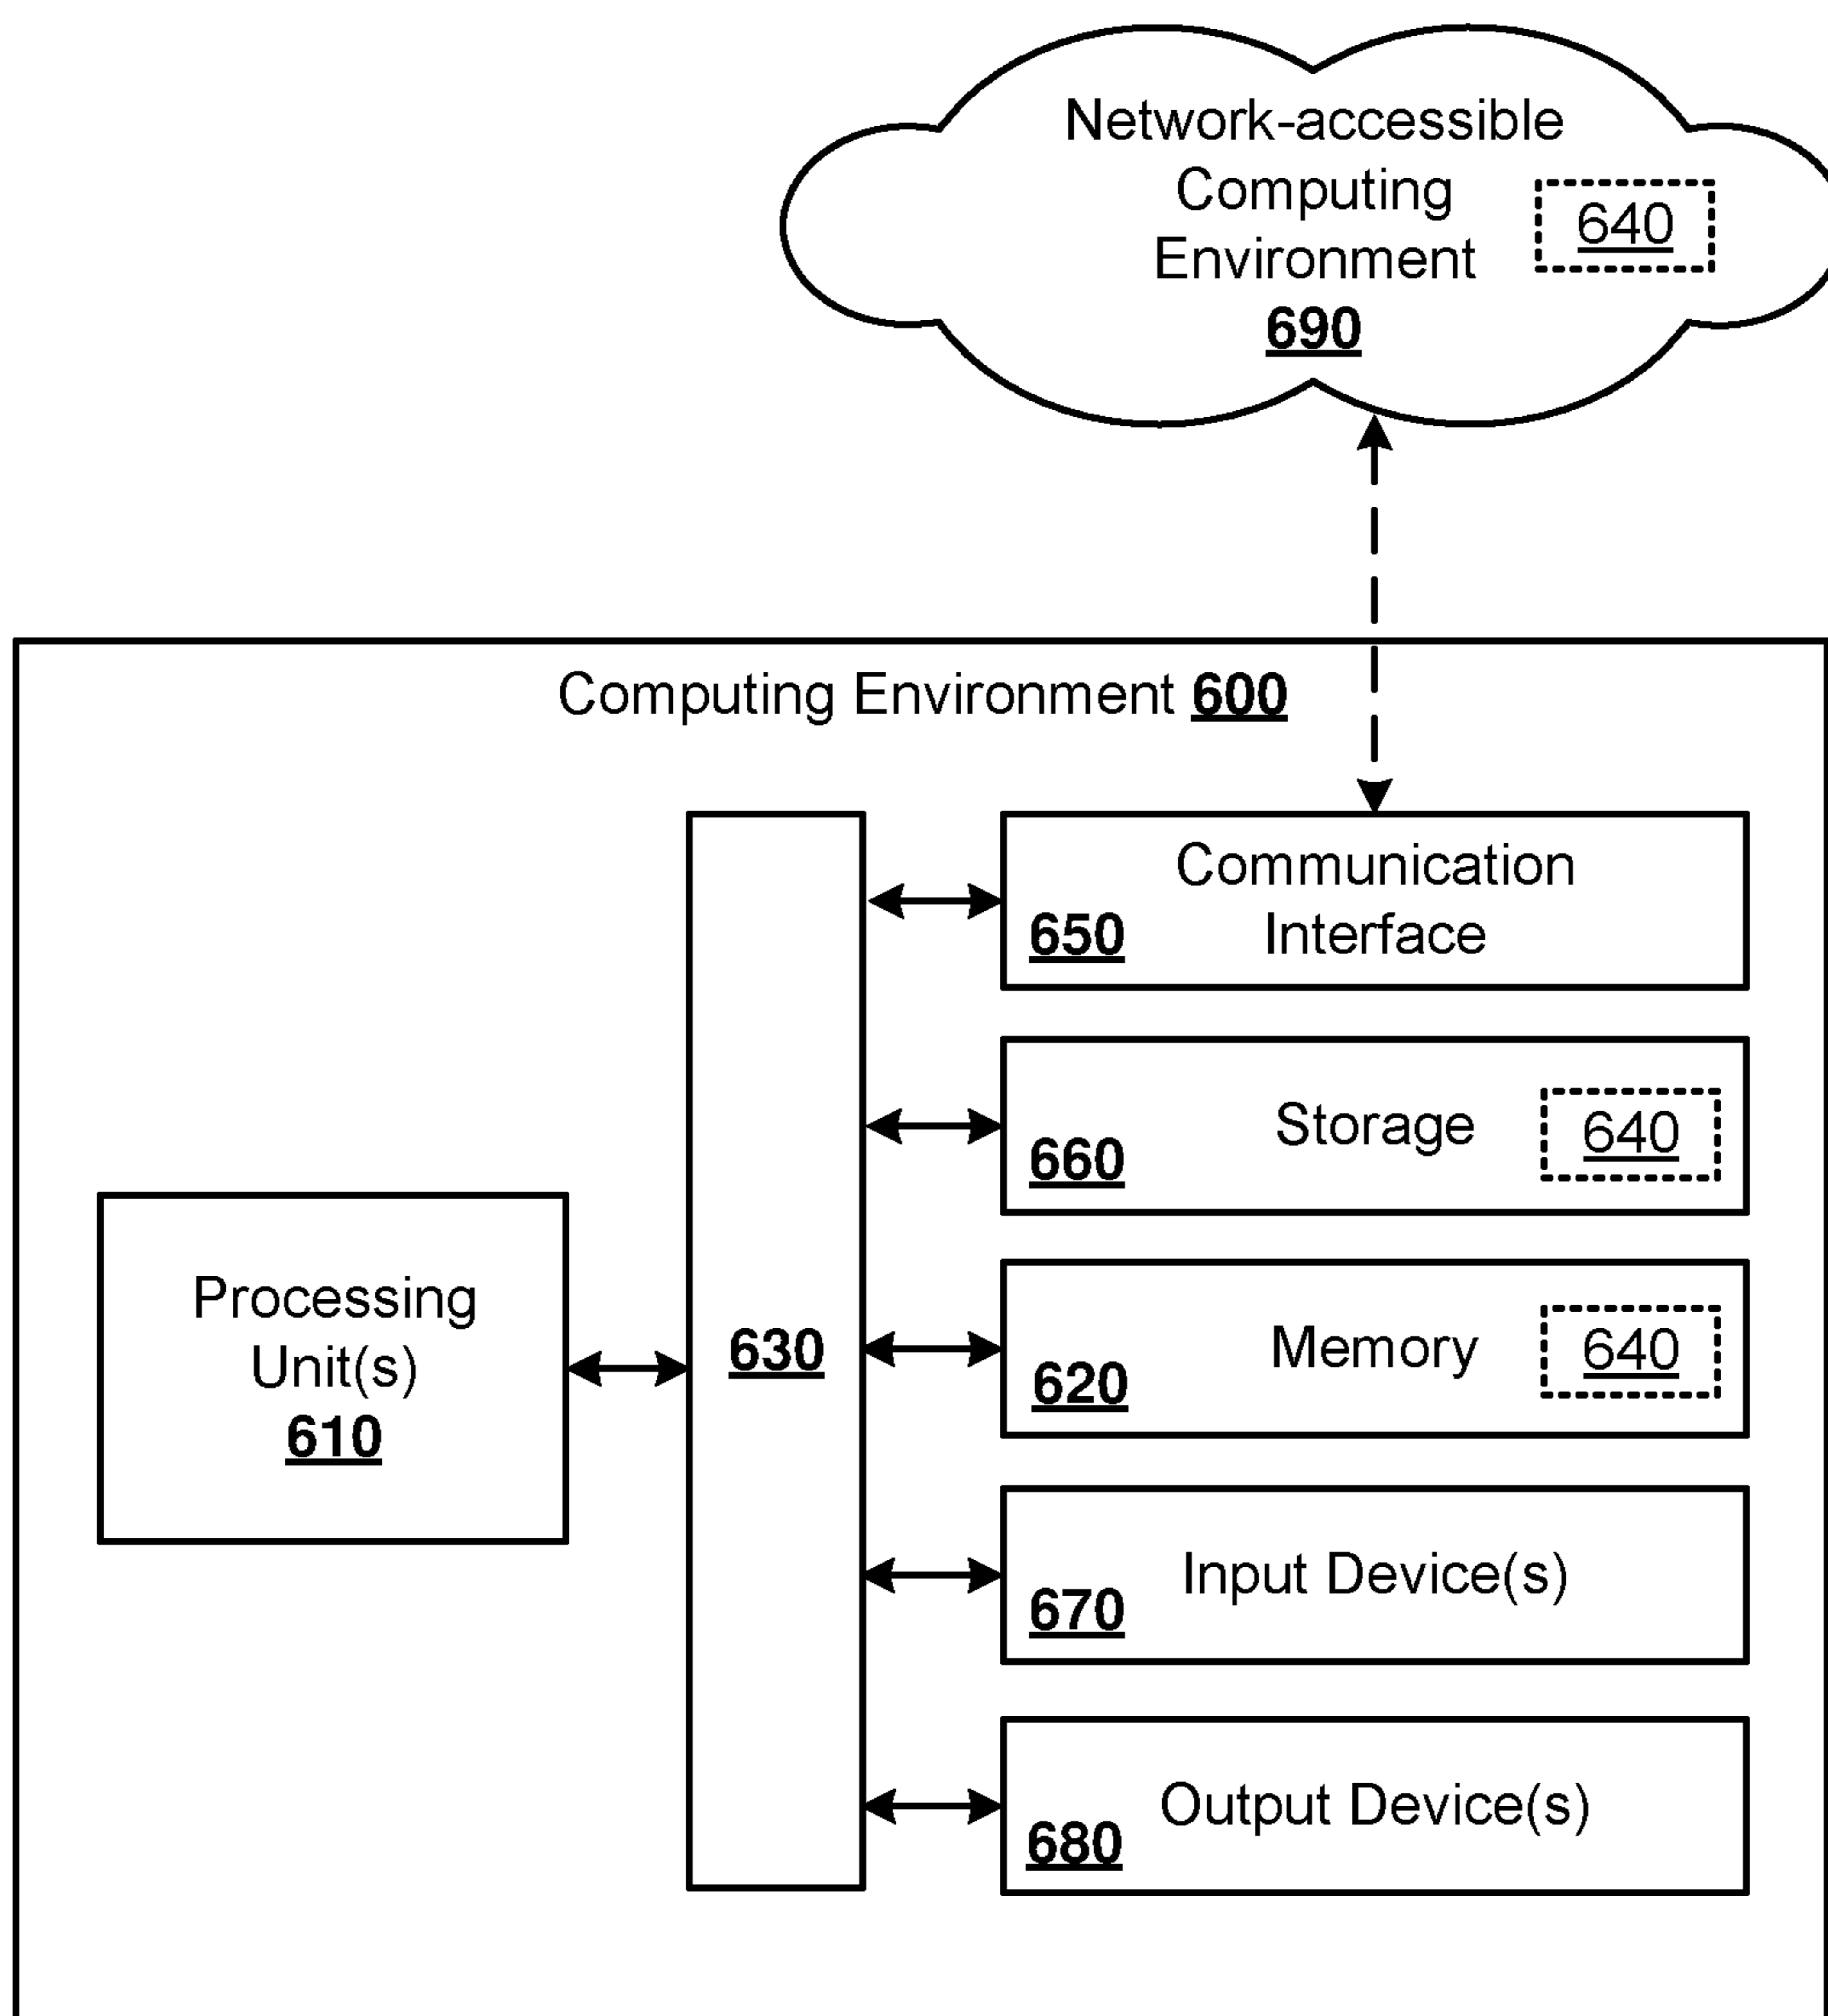 Network-accessible
Computing
Environment
640
690
Computing Environment 600
Communication
Interface
650
Storage
640
660
Processing
Unit(s)
610
630
Memory
640
620
Input Device(s)
670
Output Device(s)
680